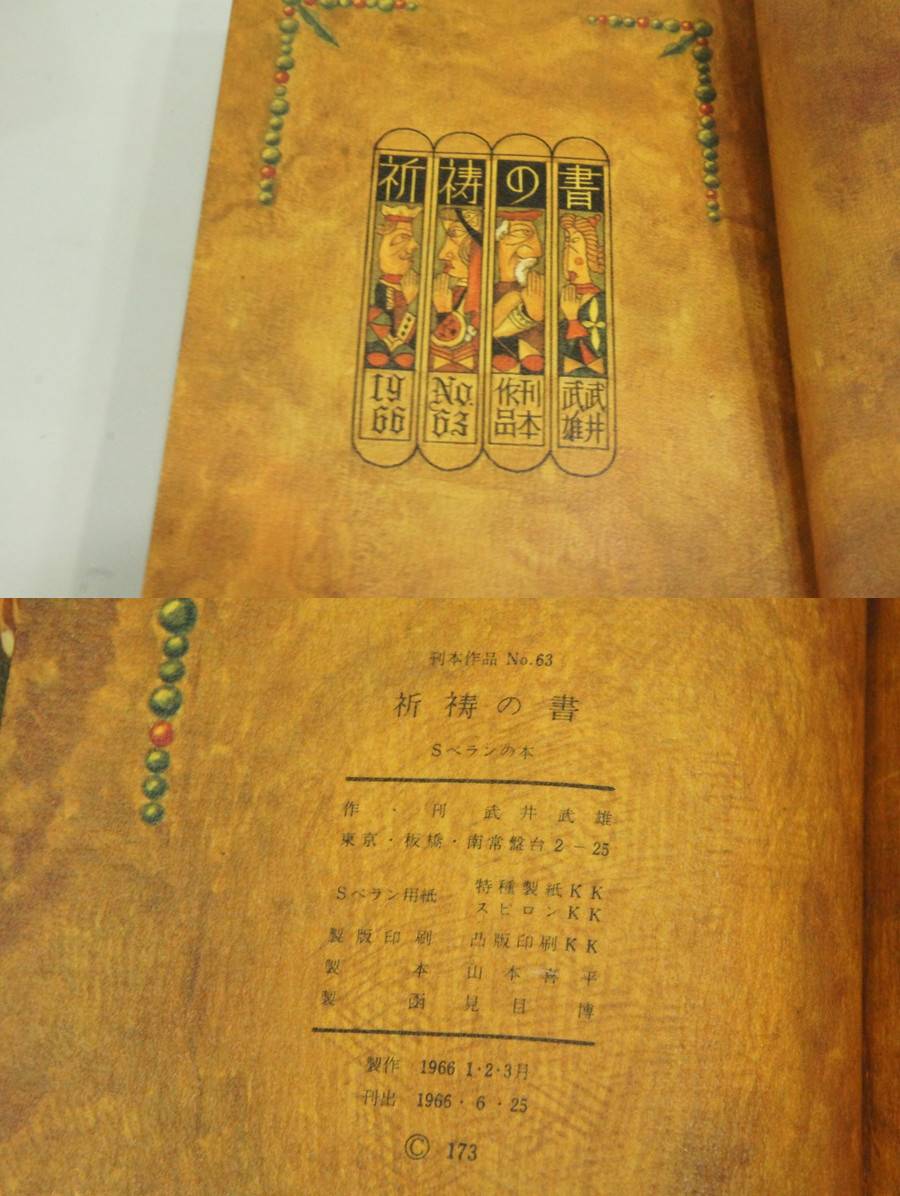 祈祷の書
19
66
No.
63
刊本
作品
武井
武雄
刊本作品 No.63
祈祷の書
Sベランの本
作・刊 武井武雄
東京・板橋・南常盤台2-25
Sベラン用紙 特種製紙KK
スピロンKK
製版印刷 凸版印刷KK
製本 山本喜平
製函 見目博
製作 1966 1・2・3月
刊出 1966・6・25
© 173